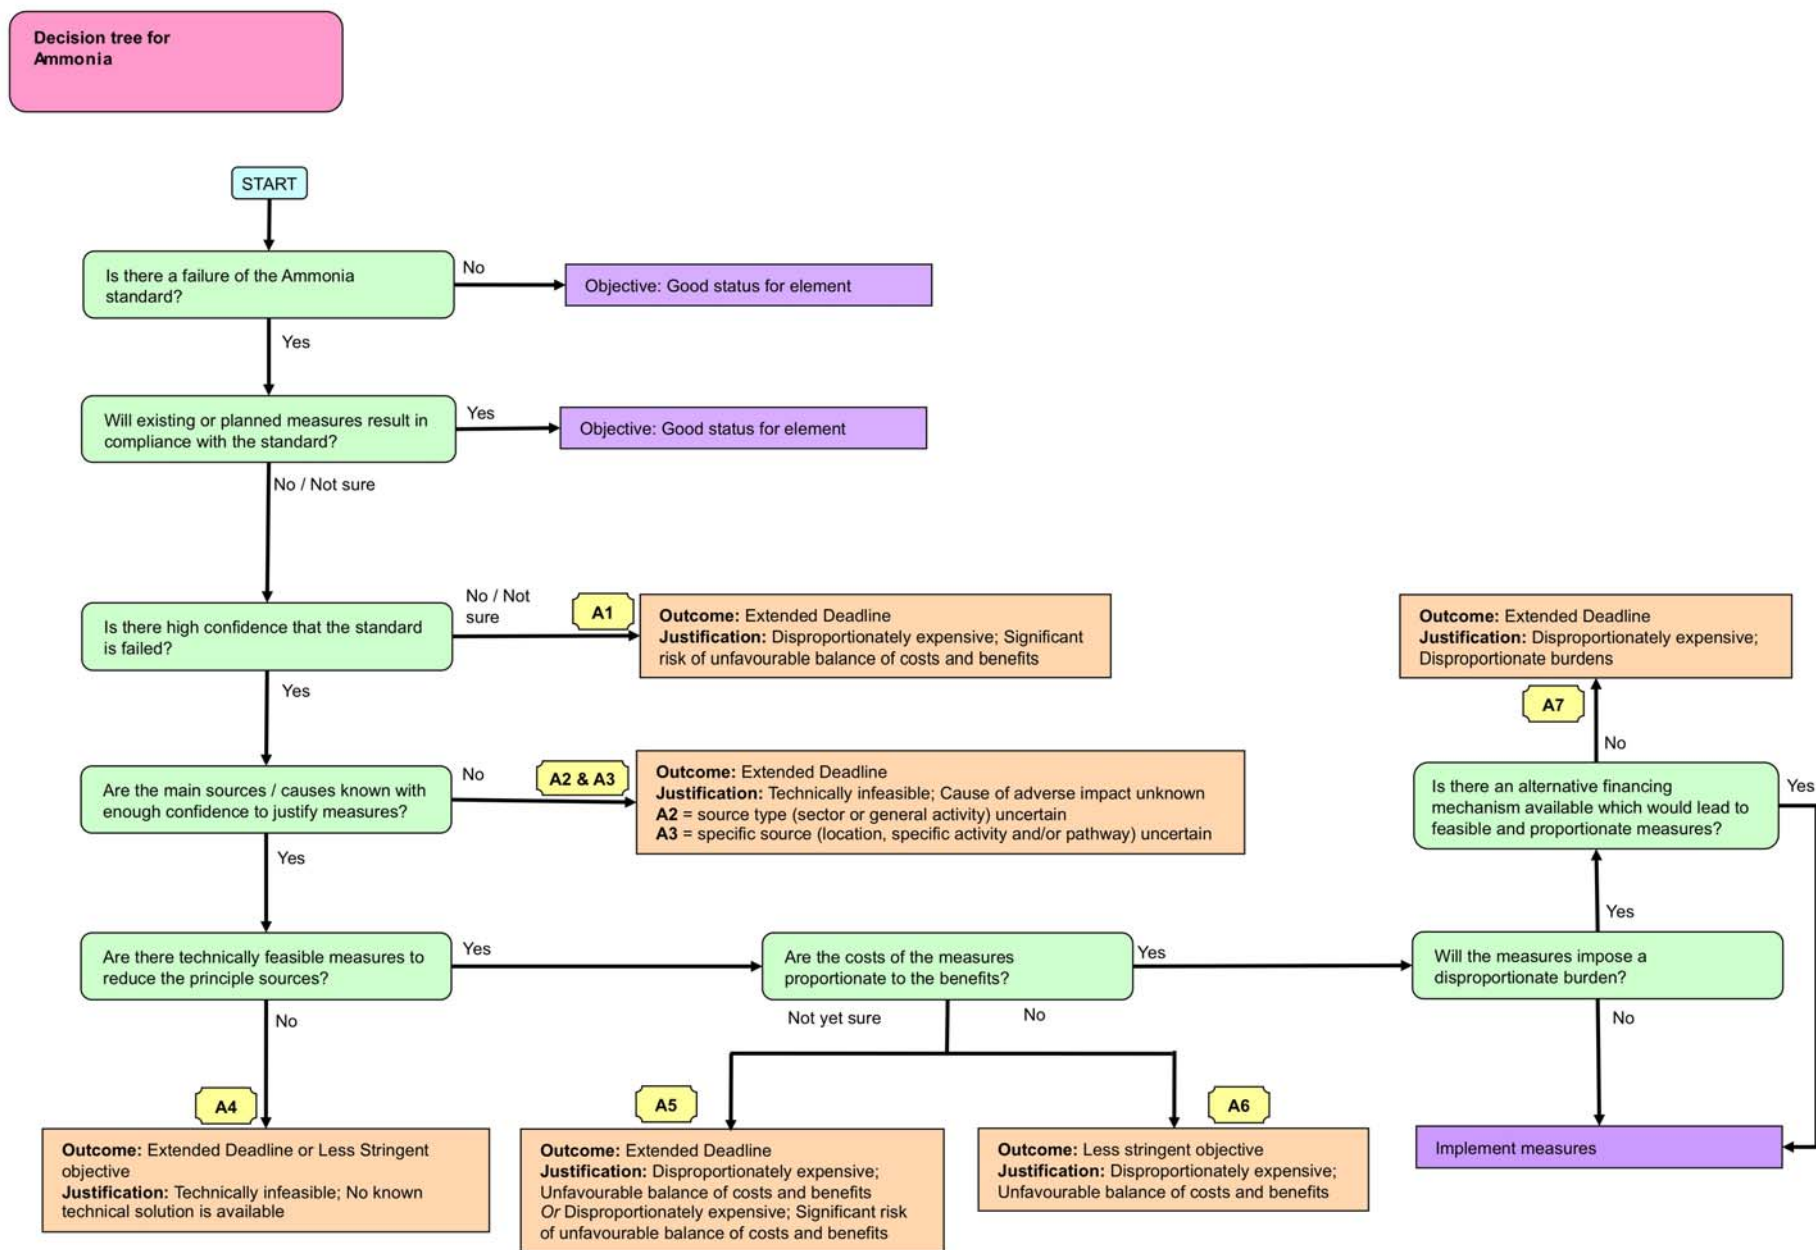 Decision tree for
Ammonia
START
Is there a failure of the Ammonia
standard?
No
Objective: Good status for element
Yes
Will existing or planned measures result in
compliance with the standard?
Yes
Objective: Good status for element
No / Not sure
Is there high confidence that the standard
is failed?
No / Not
sure
A1
Outcome: Extended Deadline
Justification: Disproportionately expensive; Significant
risk of unfavourable balance of costs and benefits
Outcome: Extended Deadline
Justification: Disproportionately expensive;
Disproportionate burdens
A7
No
Yes
Are the main sources / causes known with
enough confidence to justify measures?
No
A2 & A3
Outcome: Extended Deadline
Justification: Technically infeasible; Cause of adverse impact unknown
A2 = source type (sector or general activity) uncertain
A3 = specific source (location, specific activity and/or pathway) uncertain
Is there an alternative financing
mechanism available which would lead to
feasible and proportionate measures?
Yes
Yes
Yes
Are there technically feasible measures to
reduce the principle sources?
Yes
Are the costs of the measures
proportionate to the benefits?
Yes
Will the measures impose a
disproportionate burden?
No
Not yet sure
No
No
A4
Outcome: Extended Deadline or Less Stringent
objective
Justification: Technically infeasible; No known
technical solution is available
A5
Outcome: Extended Deadline
Justification: Disproportionately expensive;
Unfavourable balance of costs and benefits
Or Disproportionately expensive; Significant risk
of unfavourable balance of costs and benefits
A6
Outcome: Less stringent objective
Justification: Disproportionately expensive;
Unfavourable balance of costs and benefits
Implement measures